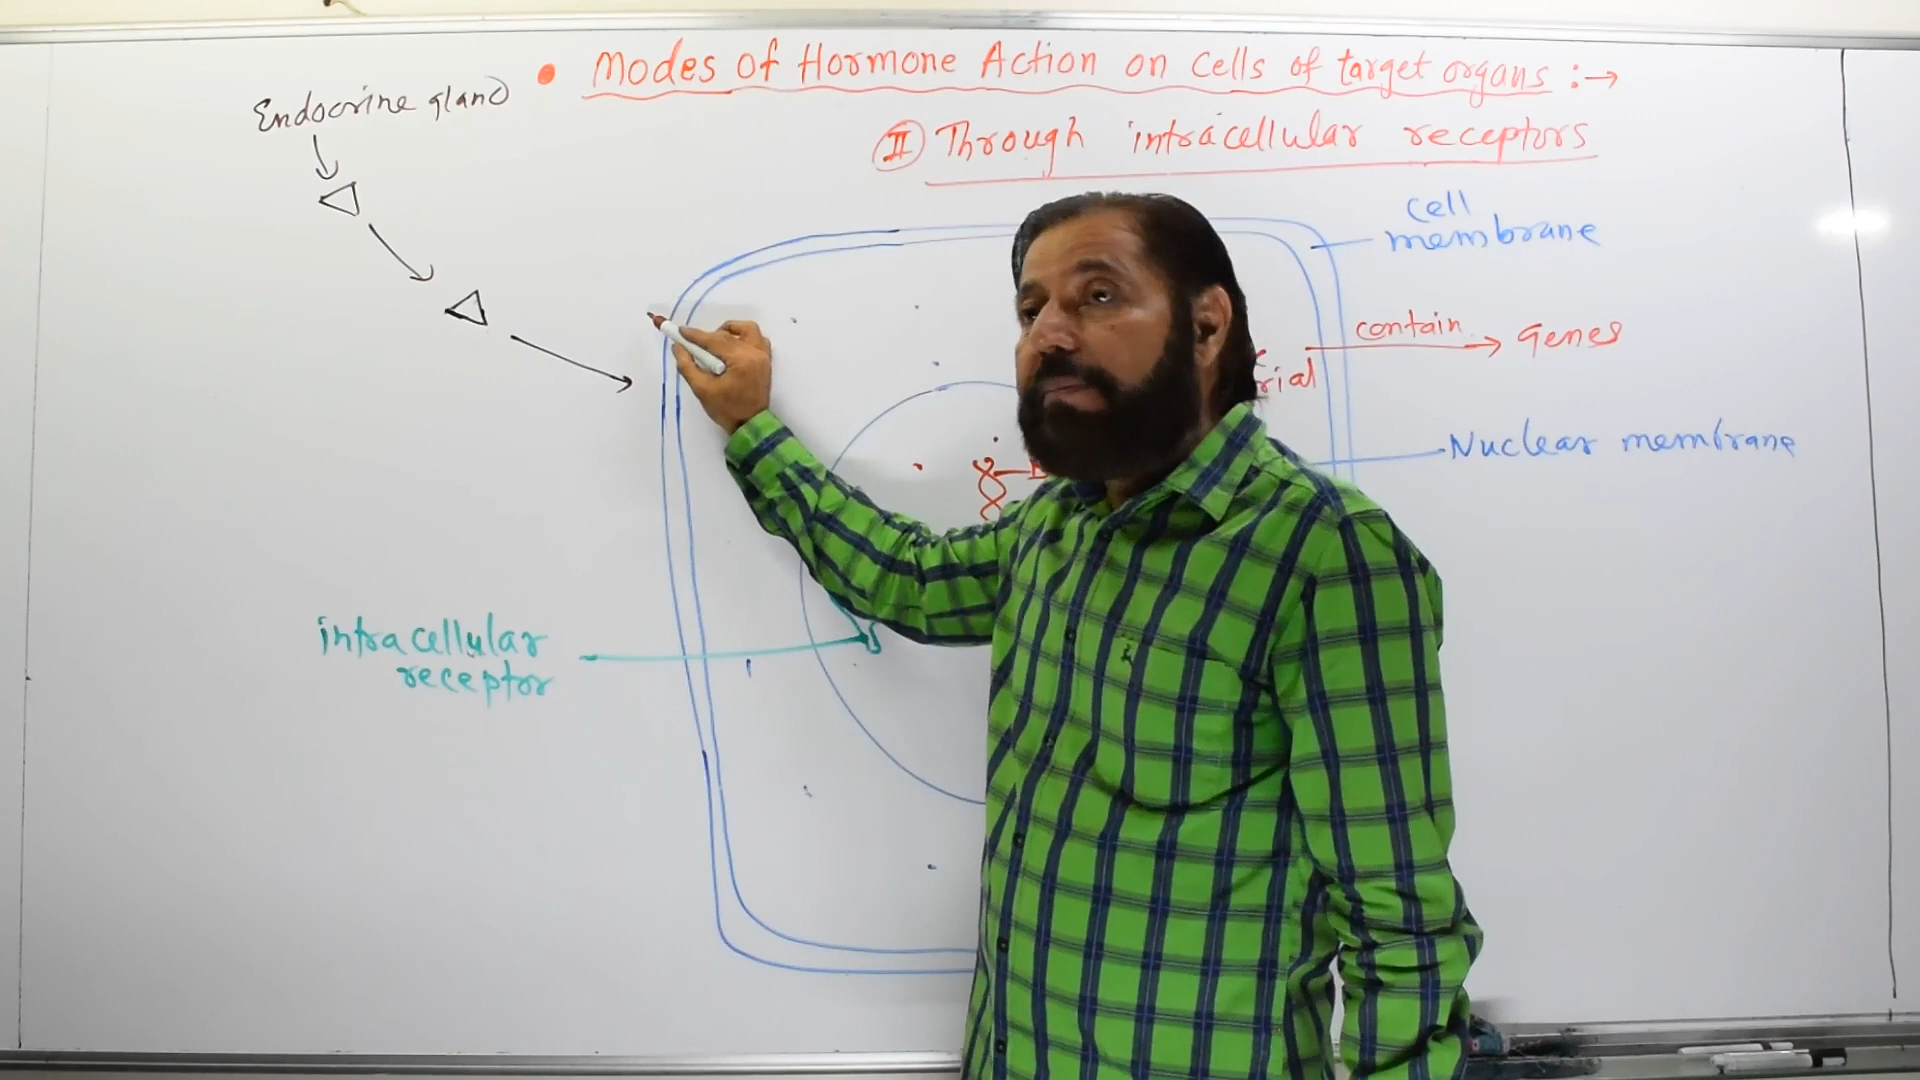 • Modes of Hormone Action on cells of target organs :→
II Through intracellular receptors
Endocrine gland
cell
membrane
contain
Genes
rial
Nuclear membrane
intracellular
receptor